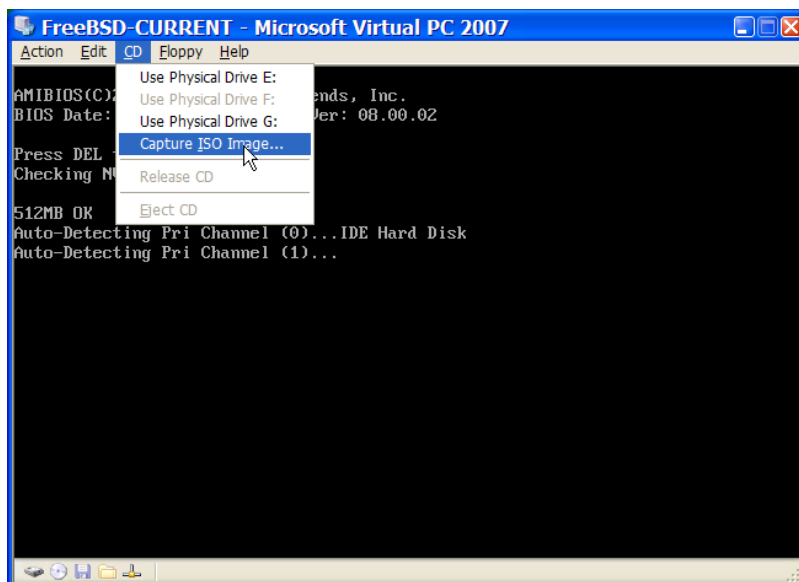 FreeBSD-CURRENT - Microsoft Virtual PC 2007
Action Edit CD Floppy Help
Use Physical Drive E:
Use Physical Drive F:
Use Physical Drive G:
Capture ISO Image...
Release CD
Eject CD
AMIBIOS(C) ends, Inc.
BIOS Date: Ver: 08.00.02
Press DEL
Checking
512MB OK
Auto-Detecting Pri Channel (0)...IDE Hard Disk
Auto-Detecting Pri Channel (1)...